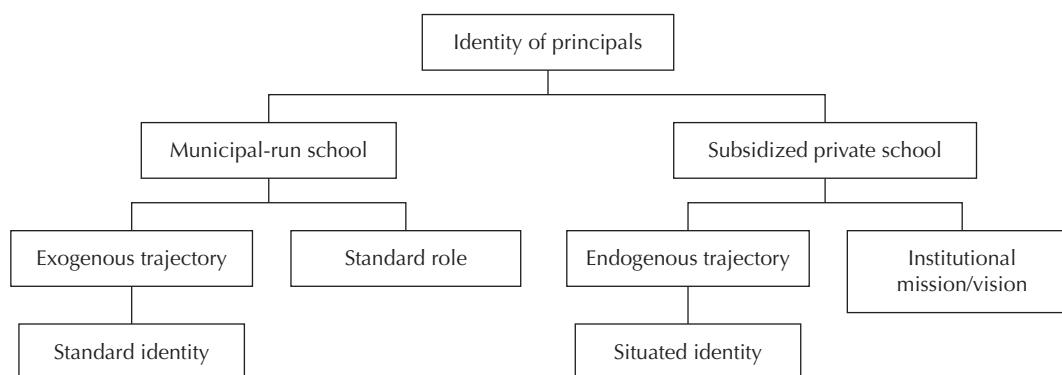 Identity of principals
Municipal-run school
Subsidized private school
Exogenous trajectory
Standard role
Endogenous trajectory
Institutional
mission/vision
Standard identity
Situated identity